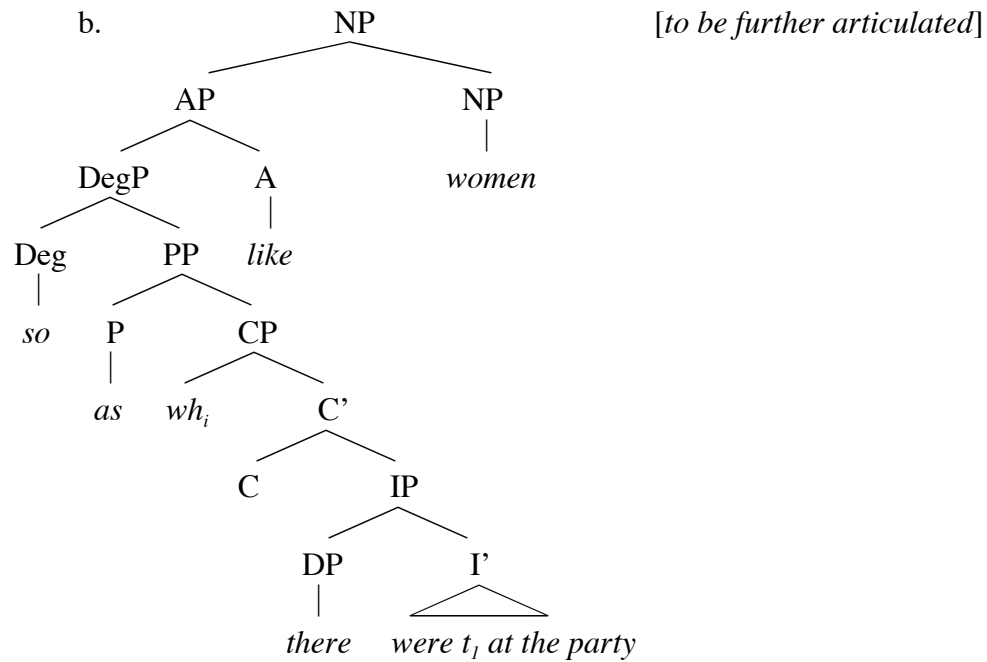 b. NP [to be further articulated]
AP NP
DegP A women
Deg PP like
so P CP
as whᵢ C’
C IP
DP I’
there were t₁ at the party